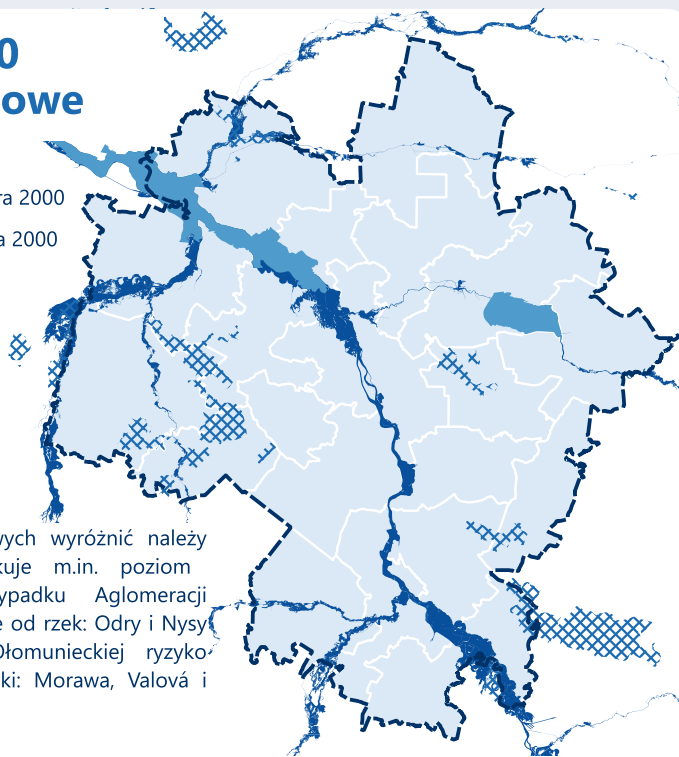 0
owe
ra 2000
a 2000
ych wyróżnić należy
kuje m.in. poziom
ypadku Aglomeracji
e od rzek: Odry i Nysy
Ołomunieckiej ryzyko
ki: Morawa, Valová i